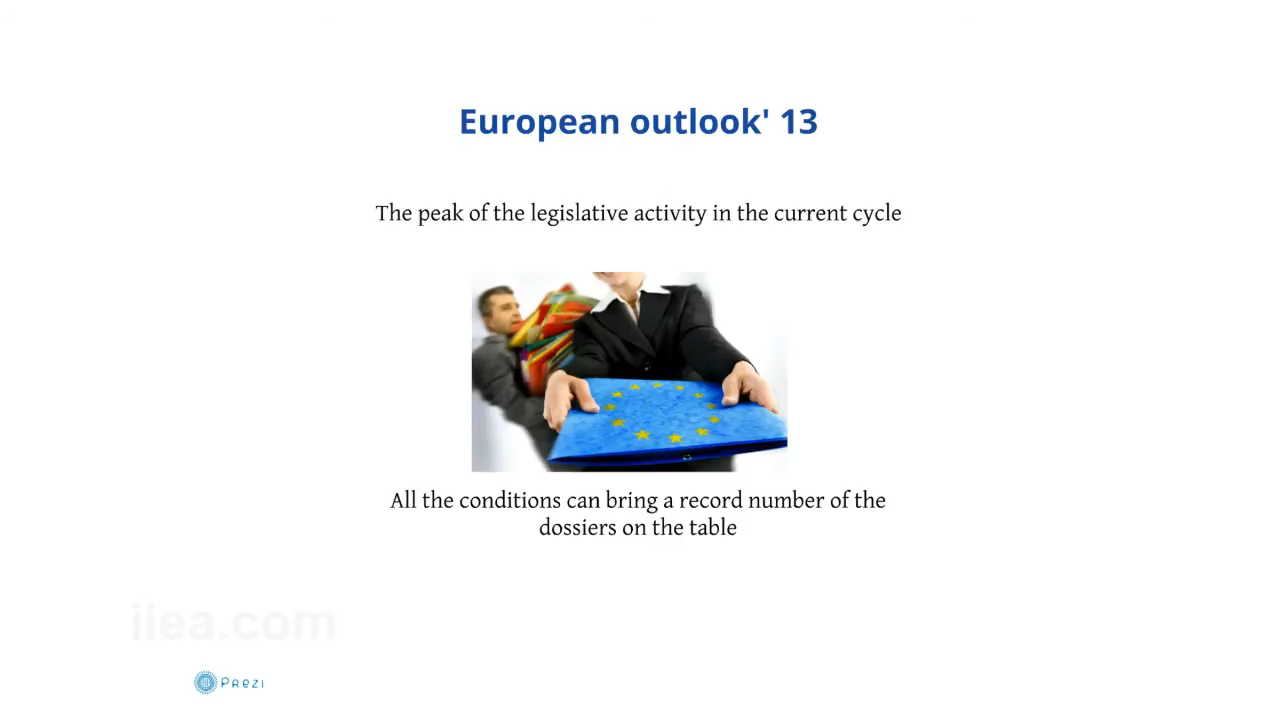 European outlook' 13
The peak of the legislative activity in the current cycle
All the conditions can bring a record number of the
dossiers on the table
iiea.com
Prezi